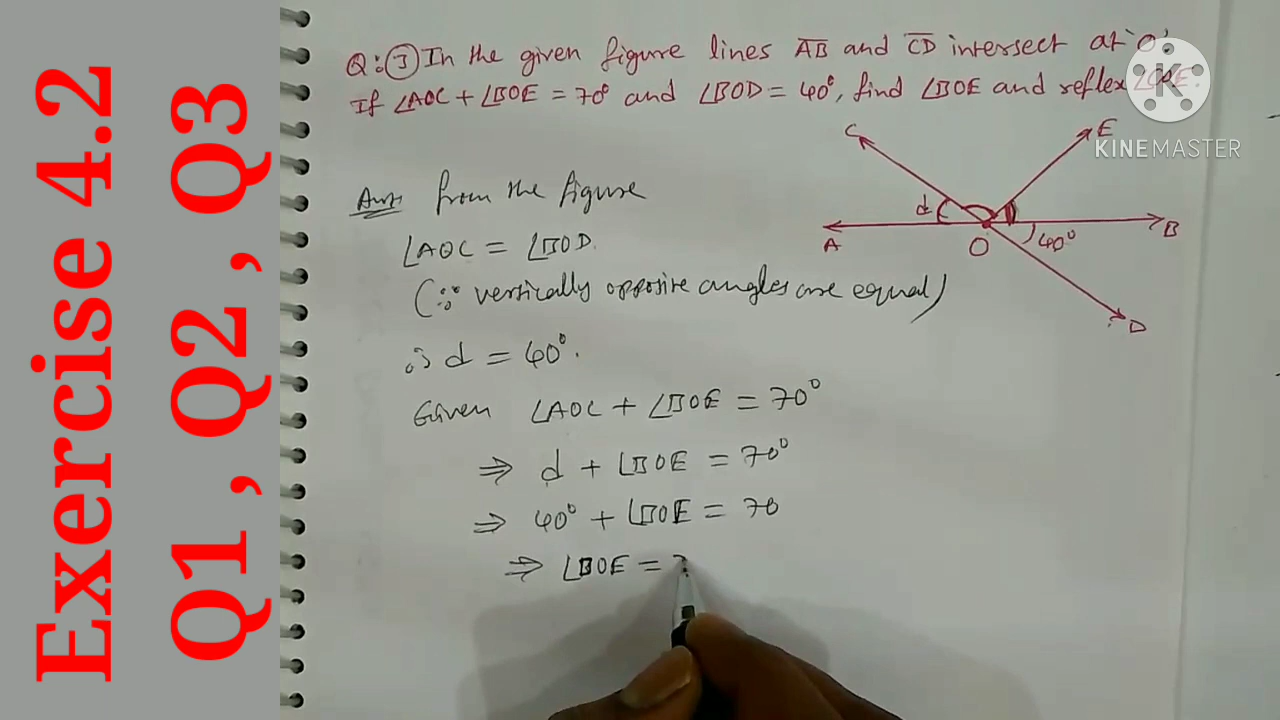 Exercise 4.2
Q1, Q2, Q3
Q:③ In the given figure lines AB and CD intersect at 'O'.
If ∠AOC + ∠BOE = 70° and ∠BOD = 40°, find ∠BOE and reflex
KINEMASTER
C
E
d
A
O
40°
B
D
Ans: from the figure
∠AOC = ∠BOD.
(∵ vertically opposite angles are equal)
∴ d = 40°.
Given ∠AOC + ∠BOE = 70°
⇒ d + ∠BOE = 70°
⇒ 40° + ∠BOE = 70
⇒ ∠BOE =